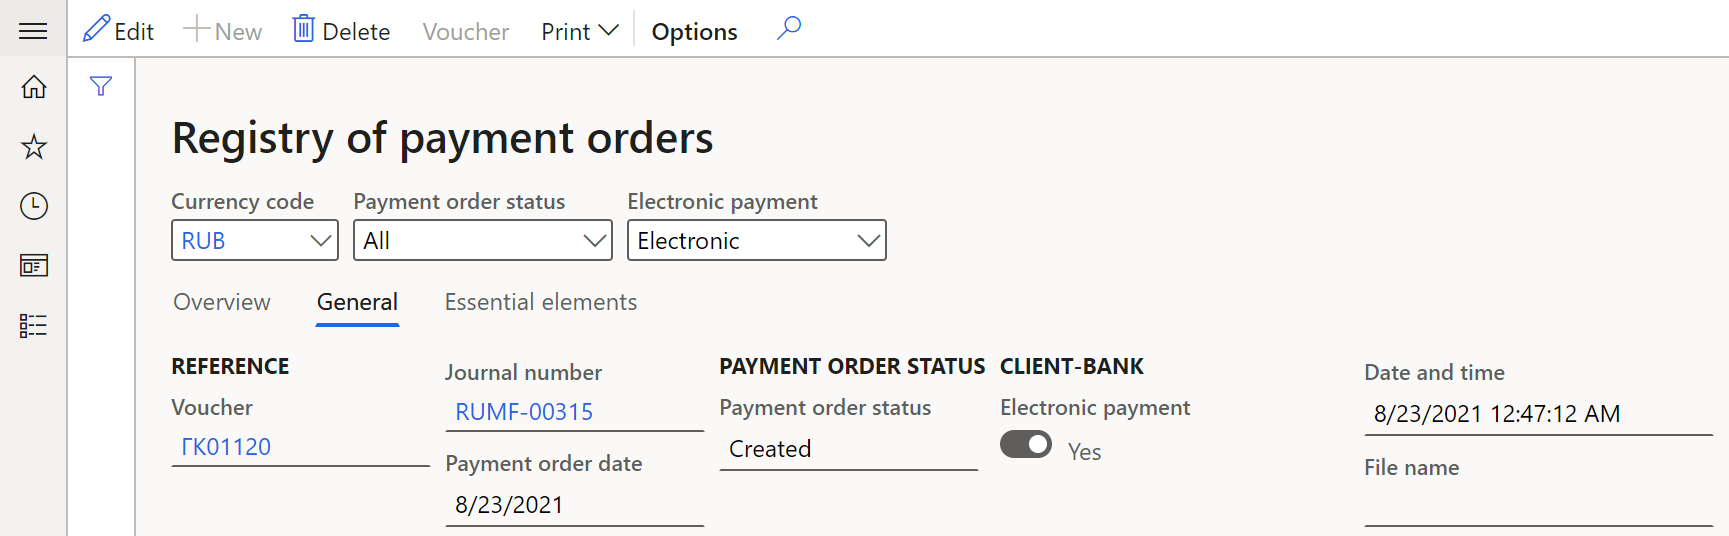 Edit New Delete Voucher Print Options
Registry of payment orders
Currency code Payment order status Electronic payment
RUB All Electronic
Overview General Essential elements
REFERENCE
Voucher
ГК01120
Journal number
RUMF-00315
Payment order date
8/23/2021
PAYMENT ORDER STATUS
Payment order status
Created
CLIENT-BANK
Electronic payment
Yes
Date and time
8/23/2021 12:47:12 AM
File name